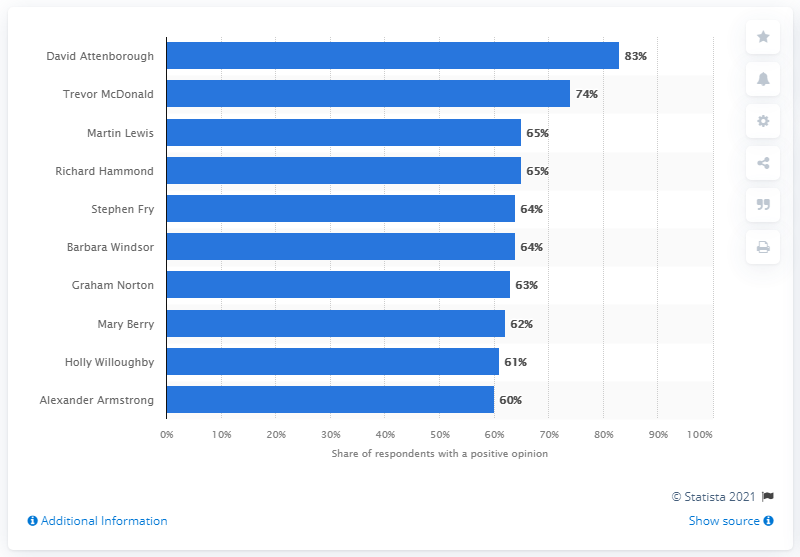 David Attenborough 83%
Trevor McDonald 74%
Martin Lewis 65%
Richard Hammond 65%
Stephen Fry 64%
Barbara Windsor 64%
Graham Norton 63%
Mary Berry 62%
Holly Willoughby 61%
Alexander Armstrong 60%
0% 10% 20% 30% 40% 50% 60% 70% 80% 90% 100%
Share of respondents with a positive opinion
© Statista 2021
Additional Information Show source